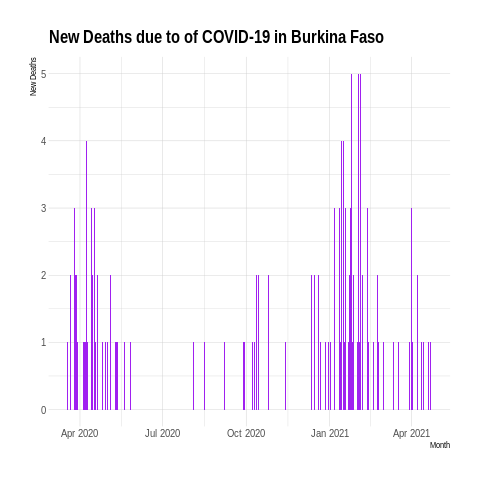 New Deaths due to of COVID-19 in Burkina Faso
New Deaths
5
4
3
2
1
0
Apr 2020 Jul 2020 Oct 2020 Jan 2021 Apr 2021
Month